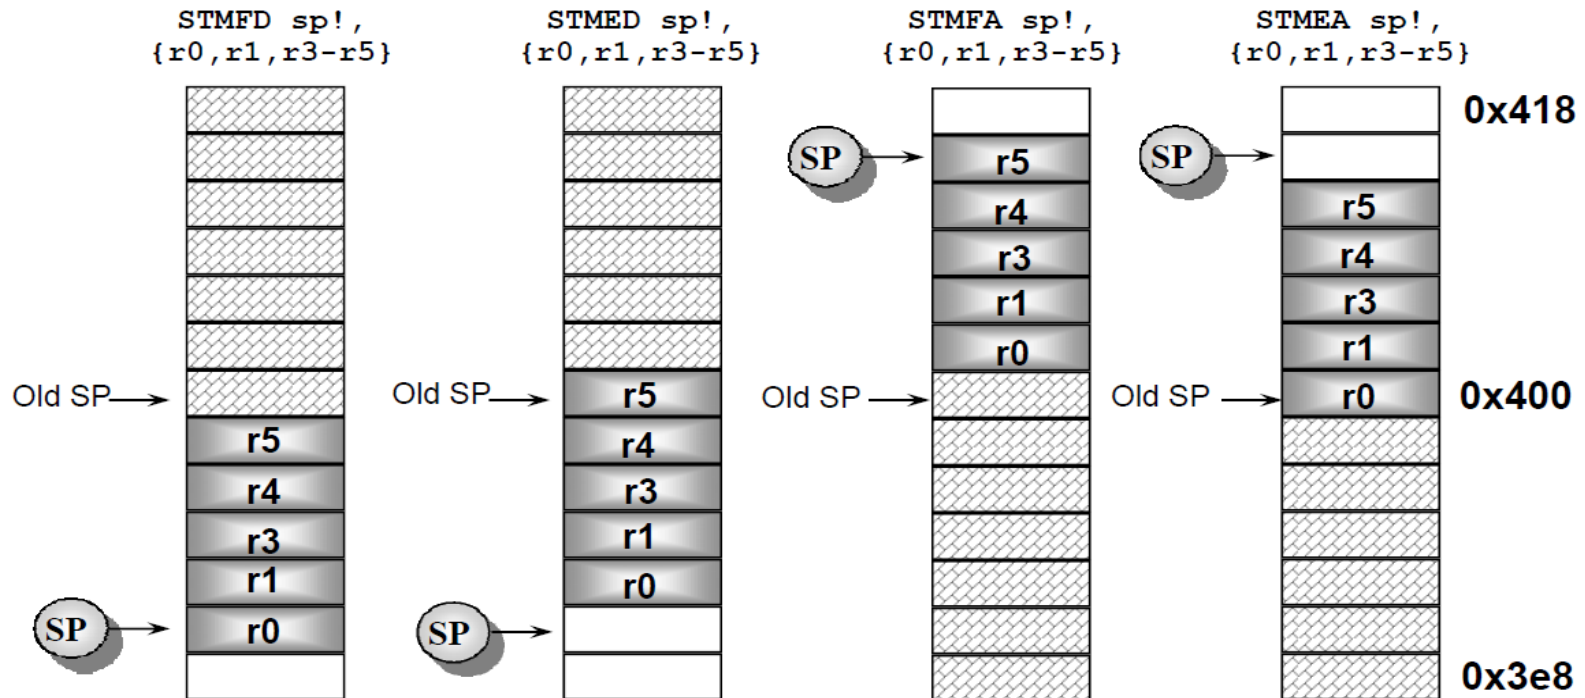 STMFD sp!,
{r0,r1,r3-r5}
STMED sp!,
{r0,r1,r3-r5}
STMFA sp!,
{r0,r1,r3-r5}
STMEA sp!,
{r0,r1,r3-r5}
Old SP
r5
r4
r3
r1
SP
r0
Old SP
r5
r4
r3
r1
r0
SP
SP
r5
r4
r3
r1
r0
Old SP
SP
r5
r4
r3
r1
Old SP
r0
0x418
0x400
0x3e8